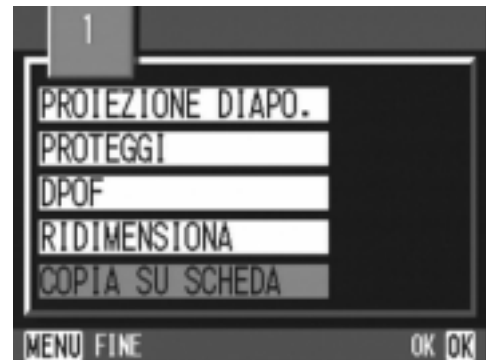 1
PROIEZIONE DIAPO.
PROTEGGI
DPOF
RIDIMENSIONA
COPIA SU SCHEDA
MENU FINE OK OK